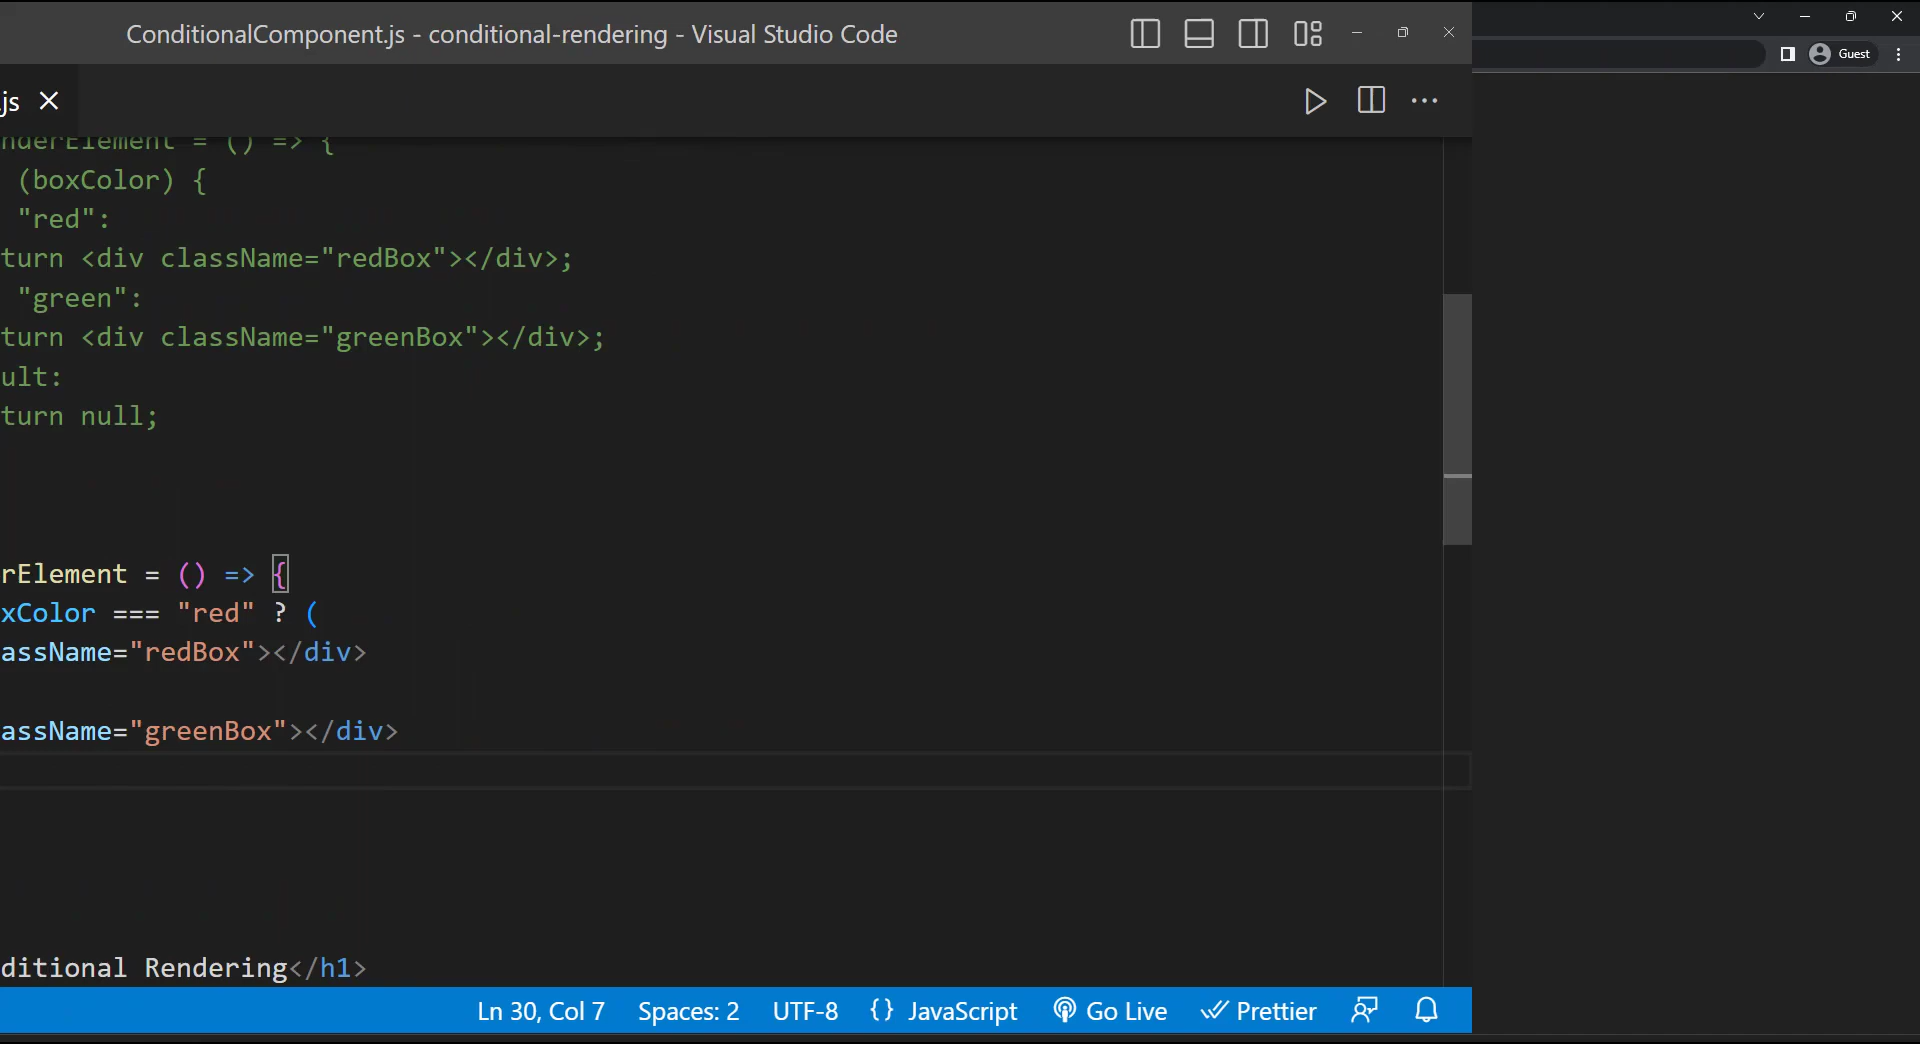 ConditionalComponent.js - conditional-rendering - Visual Studio Code
Guest
js
nderElement = () => {
(boxColor) {
"red":
turn <div className="redBox"></div>;
"green":
turn <div className="greenBox"></div>;
ult:
turn null;
rElement = () => {
xColor === "red" ? (
assName="redBox"></div>
assName="greenBox"></div>
ditional Rendering</h1>
Ln 30, Col 7 Spaces: 2 UTF-8 {} JavaScript Go Live Prettier